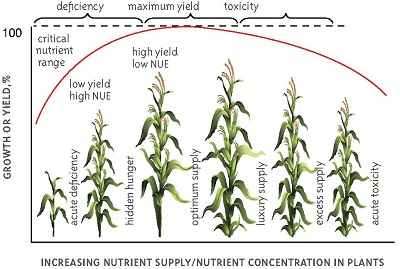 deficiency maximum yield toxicity
100
critical
nutrient
range
high yield
low NUE
low yield
high NUE
GROWTH OR YIELD, %
acute deficiency
hidden hunger
optimum supply
luxury supply
excess supply
acute toxicity
INCREASING NUTRIENT SUPPLY/NUTRIENT CONCENTRATION IN PLANTS